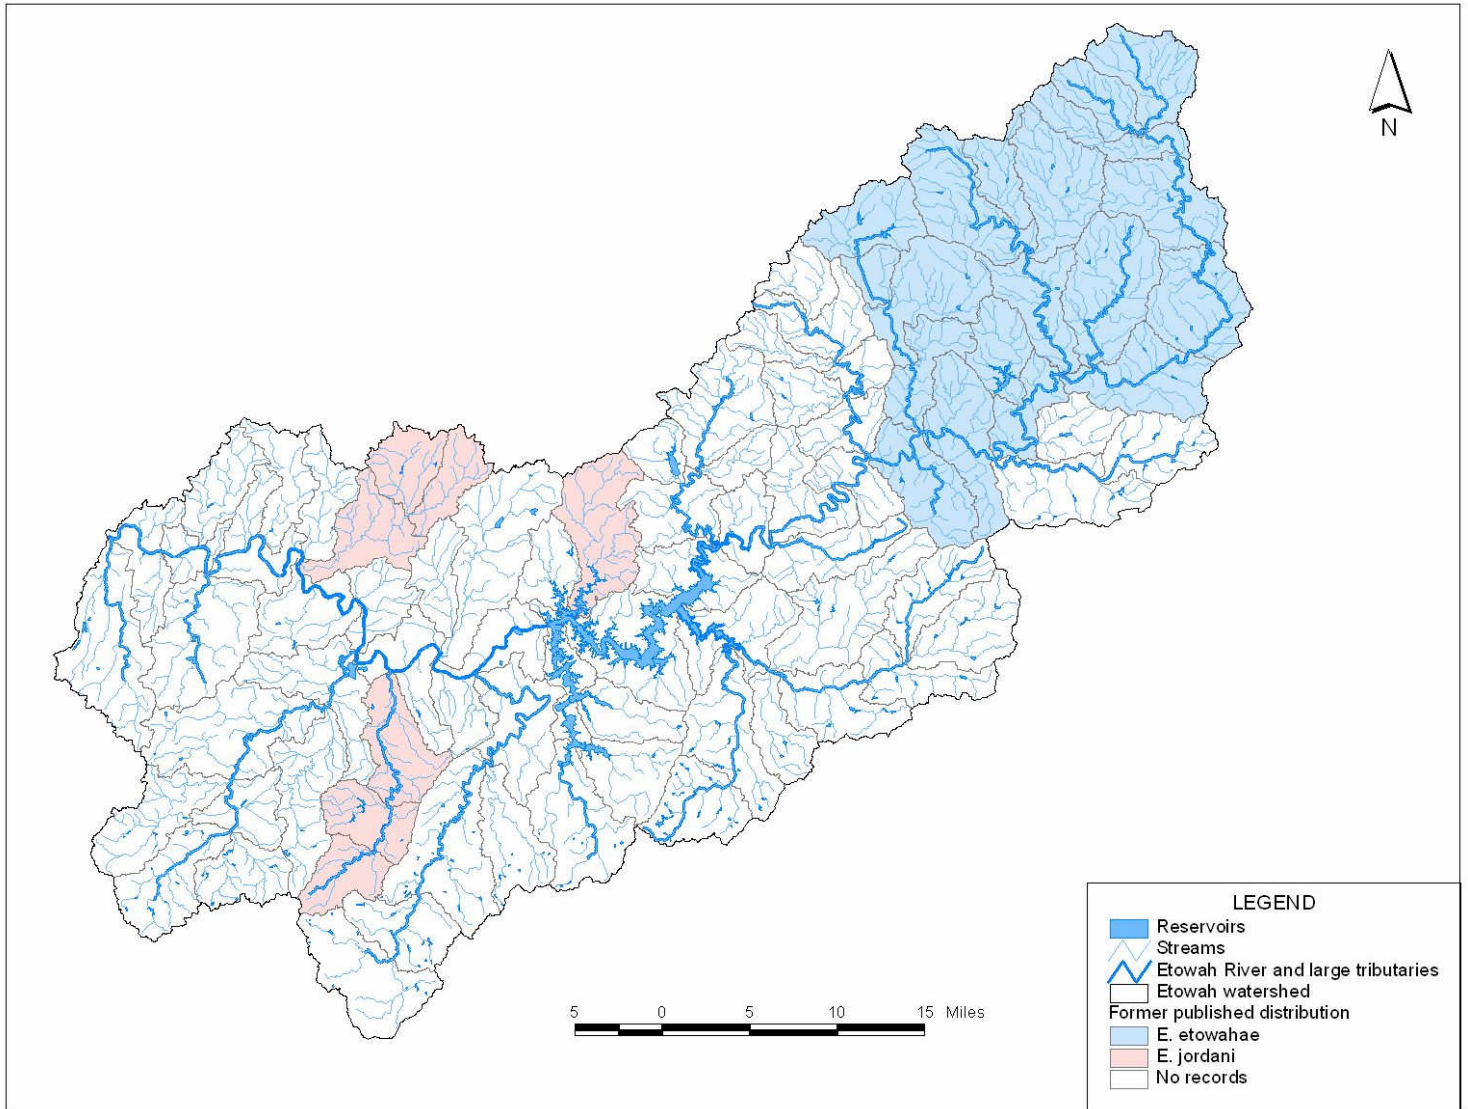 N
5 0 5 10 15 Miles
LEGEND
Reservoirs
Streams
Etowah River and large tributaries
Etowah watershed
Former published distribution
E. etowahae
E. jordani
No records